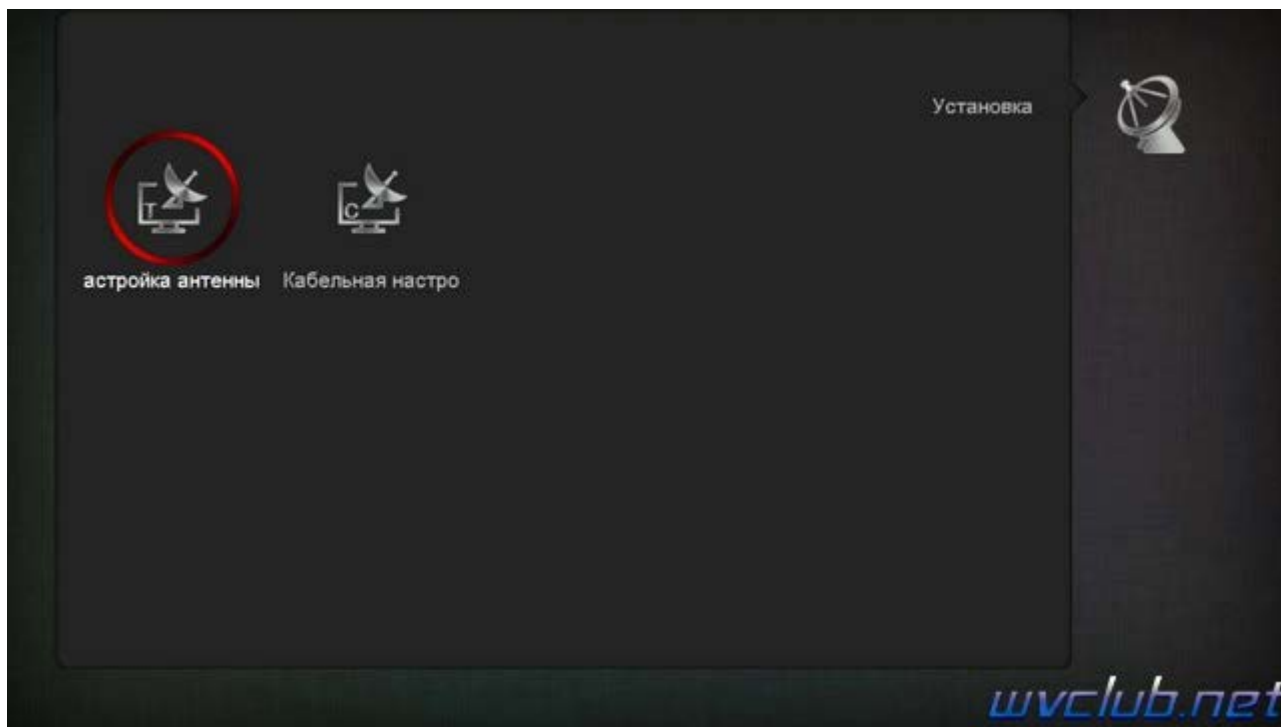 Установка
T
C
астройка антенны
Кабельная настро
wvclub.net